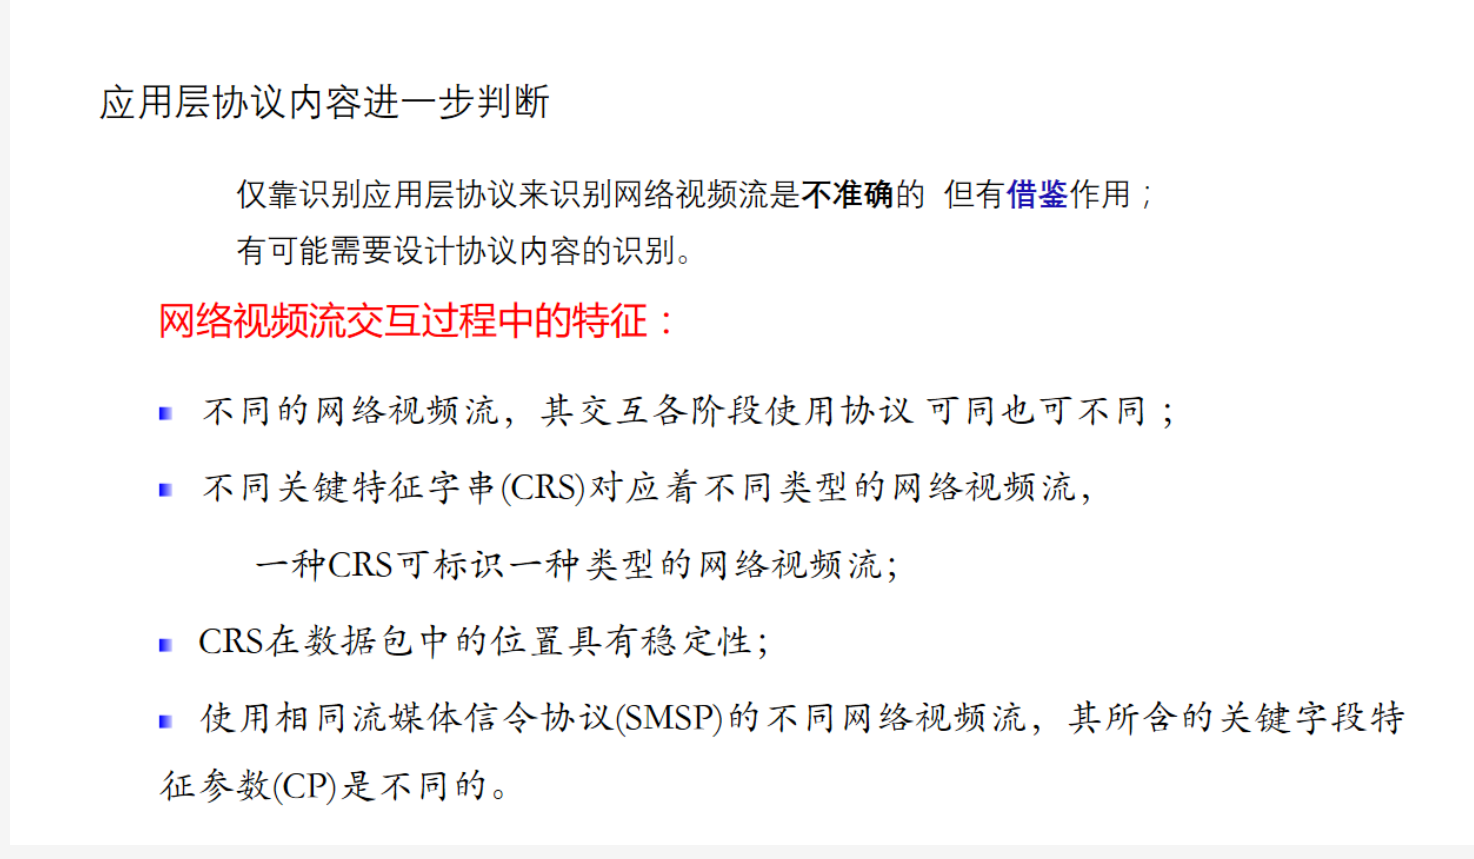 应用层协议内容进一步判断
仅靠识别应用层协议来识别网络视频流是不准确的 但有借鉴作用；
有可能需要设计协议内容的识别。
网络视频流交互过程中的特征：
不同的网络视频流，其交互各阶段使用协议 可同也可不同；
不同关键特征字串(CRS)对应着不同类型的网络视频流，
一种CRS可标识一种类型的网络视频流；
CRS在数据包中的位置具有稳定性；
使用相同流媒体信令协议(SMSP)的不同网络视频流，其所含的关键字段特
征参数(CP)是不同的。